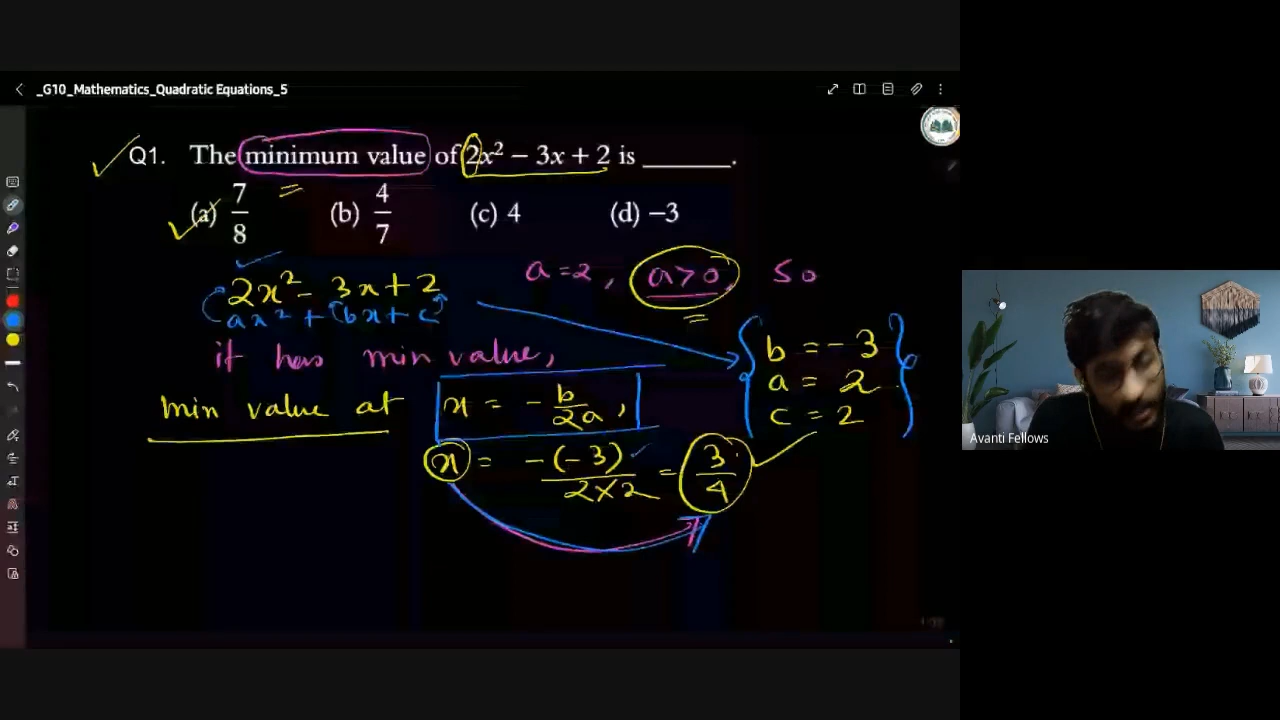 _G10_Mathematics_Quadratic Equations_5
Q1. The minimum value of 2x² − 3x + 2 is ______.
(a) 7/8 (b) 4/7 (c) 4 (d) −3
2x² − 3x + 2
a = 2, a > 0, So
ax² + bx + c
it has min value,
b = −3
a = 2
c = 2
min value at x = − b/2a,
x = −(−3)/2×2 = 3/4
Avanti Fellows